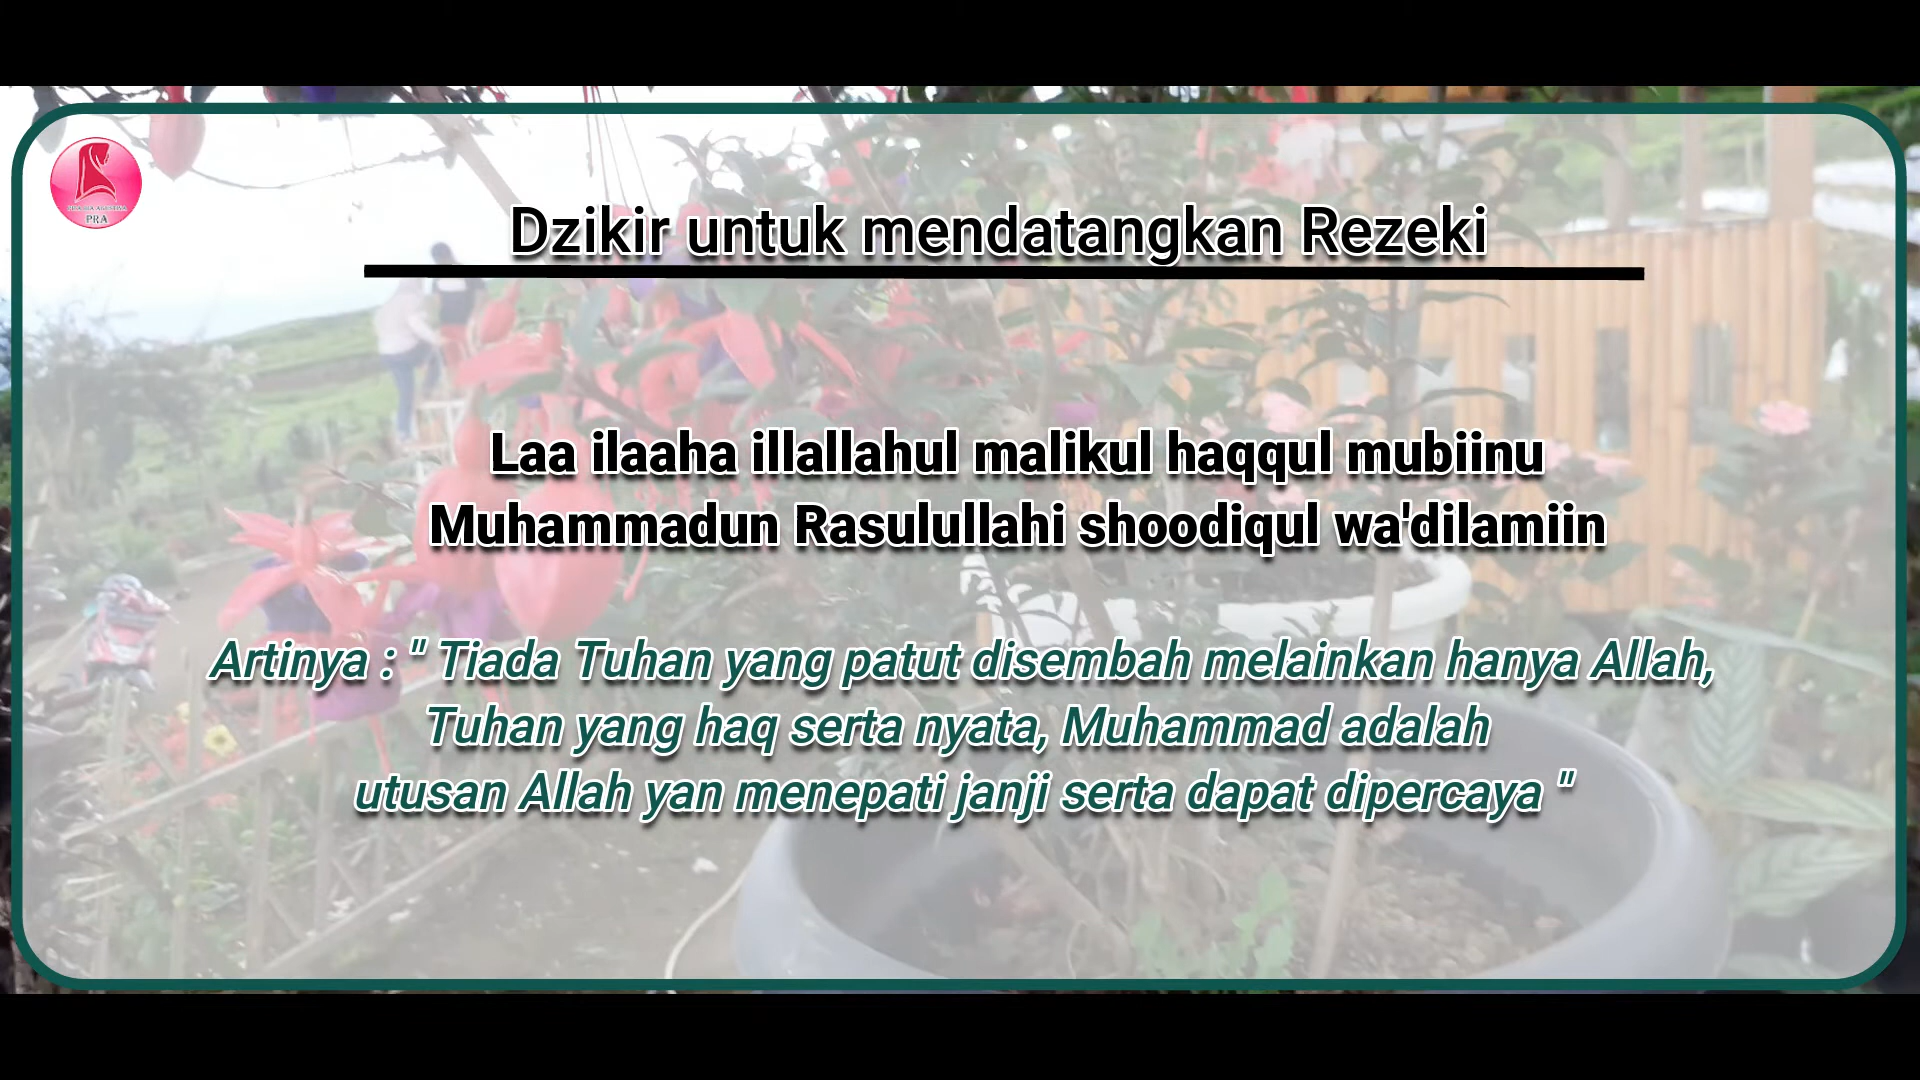 PRA
Dzikir untuk mendatangkan Rezeki
Laa ilaaha illallahul malikul haqqul mubiinu
Muhammadun Rasulullahi shoodiqul wa'dilamiin
Artinya : " Tiada Tuhan yang patut disembah melainkan hanya Allah,
Tuhan yang haq serta nyata, Muhammad adalah
utusan Allah yan menepati janji serta dapat dipercaya "